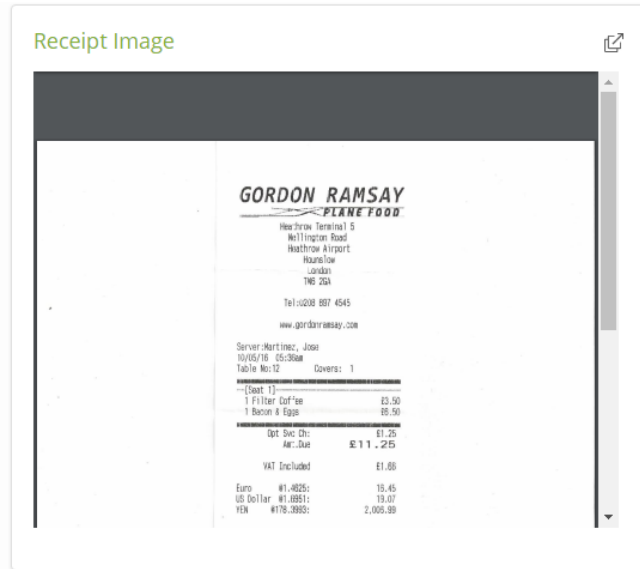 Receipt Image
GORDON RAMSAY
PLANE FOOD
Heathrow Terminal 5
Wellington Road
Heathrow Airport
Hounslow
London
TW6 2GA
Tel:0208 897 4545
www.gordonramsay.com
Server:Martinez, Jose
10/05/16 05:36am
Table No:12 Covers: 1
--[Seat 1]--
1 Filter Coffee £3.50
1 Bacon & Eggs £6.50
Opt Svc Ch: £1.25
Amt.Due £11.25
VAT Included £1.66
Euro @1.4625: 16.45
US Dollar @1.6951: 19.07
YEN @178.3993: 2,006.99